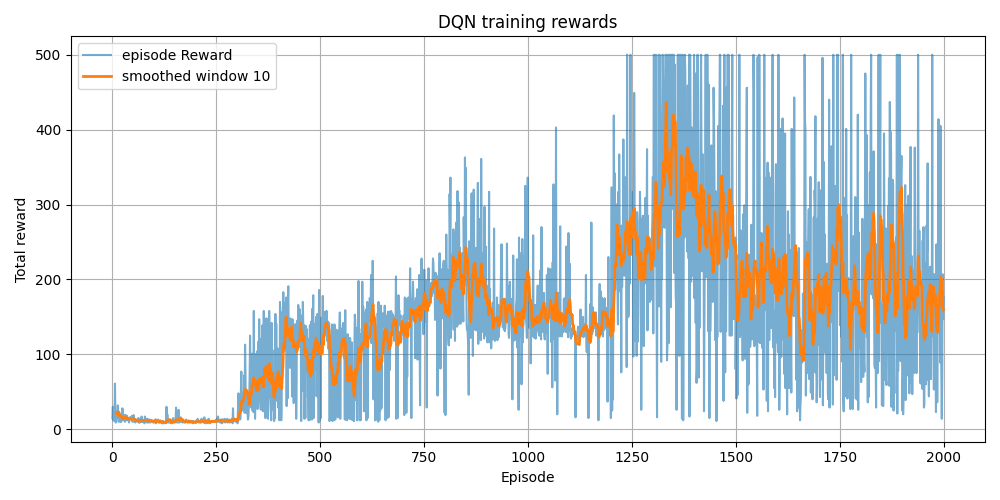 DQN training rewards
episode Reward
smoothed window 10
Total reward
500
400
300
200
100
0
0 250 500 750 1000 1250 1500 1750 2000
Episode